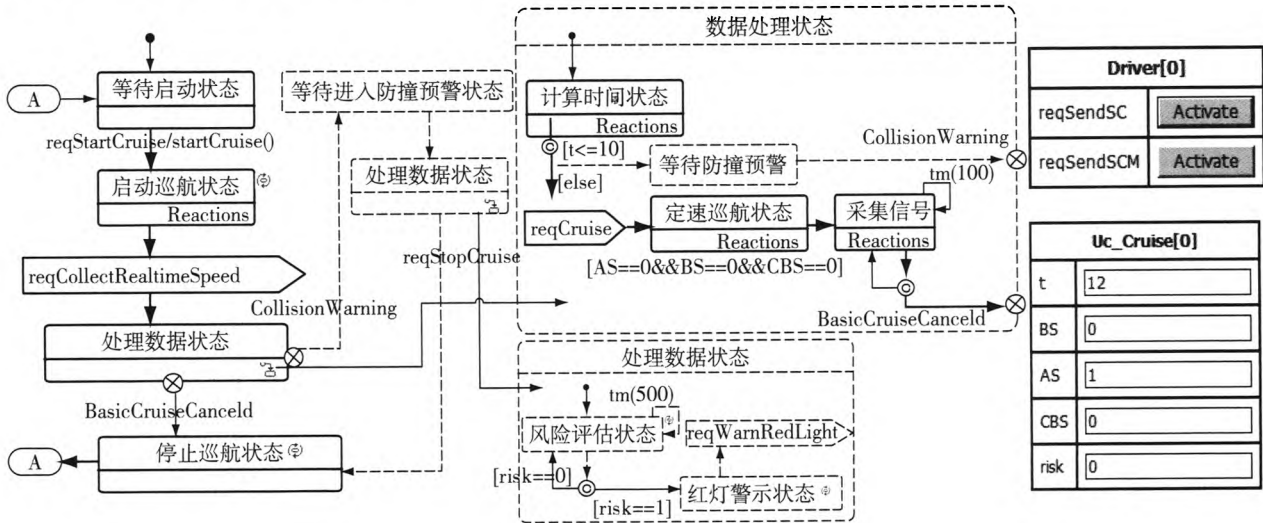 A
等待启动状态
reqStartCruise/startCruise()
启动巡航状态
Reactions
reqCollectRealtimeSpeed
处理数据状态
BasicCruiseCanceld
停止巡航状态
A
等待进入防撞预警状态
处理数据状态
reqStopCruise
CollisionWarning
数据处理状态
计算时间状态
Reactions
[t<=10]
[else]
等待防撞预警
CollisionWarning
tm(100)
reqCruise
定速巡航状态
Reactions
采集信号
Reactions
[AS==0&&BS==0&&CBS==0]
BasicCruiseCanceld
处理数据状态
tm(500)
风险评估状态
reqWarnRedLight
[risk==0]
[risk==1]
红灯警示状态
Driver[0]
reqSendSC Activate
reqSendSCM Activate
Uc_Cruise[0]
t 12
BS 0
AS 1
CBS 0
risk 0